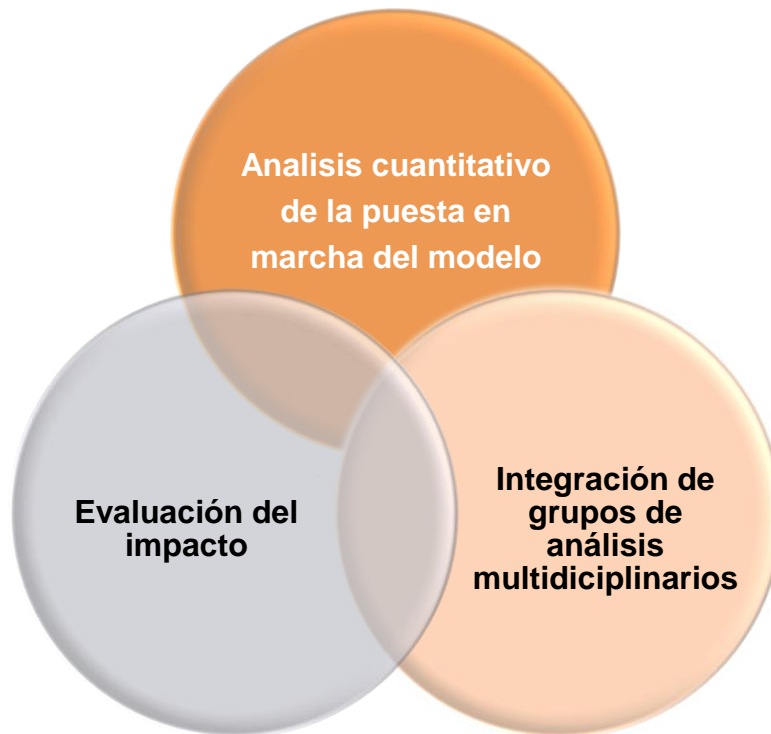 Analisis cuantitativo
de la puesta en
marcha del modelo
Evaluación del
impacto
Integración de
grupos de
análisis
multidiciplinarios